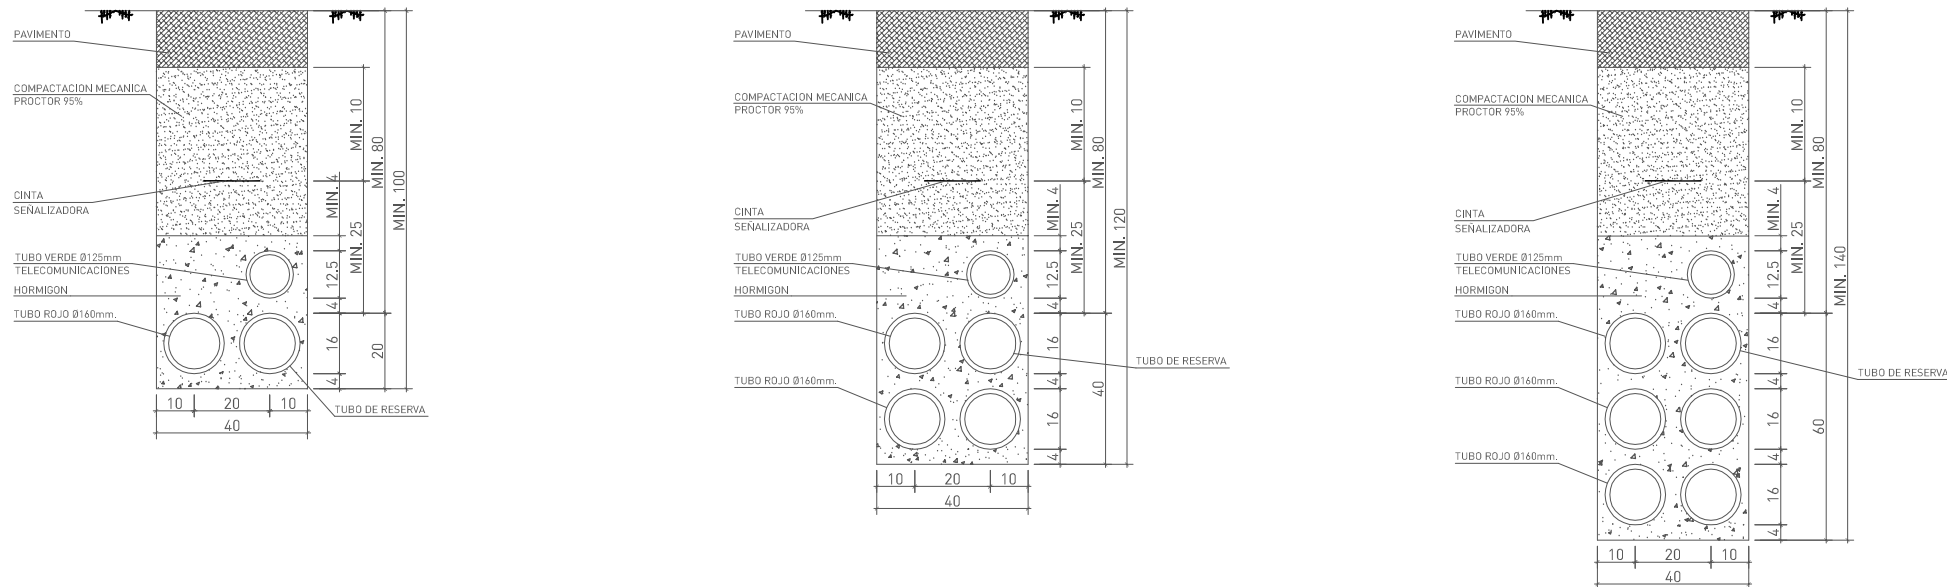 PAVIMENTO
COMPACTACION MECANICA
PROCTOR 95%
CINTA
SEÑALIZADORA
TUBO VERDE Ø125mm
TELECOMUNICACIONES
HORMIGON
TUBO ROJO Ø160mm.
TUBO DE RESERVA
MIN. 10
MIN. 80
MIN. 100
MIN. 4
MIN. 25
12.5
4
16
4
20
10
20
10
40
PAVIMENTO
COMPACTACION MECANICA
PROCTOR 95%
CINTA
SEÑALIZADORA
TUBO VERDE Ø125mm
TELECOMUNICACIONES
HORMIGON
TUBO ROJO Ø160mm.
TUBO ROJO Ø160mm.
TUBO DE RESERVA
MIN. 10
MIN. 80
MIN. 120
MIN. 4
MIN. 25
12.5
4
16
4
16
4
40
10
20
10
40
PAVIMENTO
COMPACTACION MECANICA
PROCTOR 95%
CINTA
SEÑALIZADORA
TUBO VERDE Ø125mm
TELECOMUNICACIONES
HORMIGON
TUBO ROJO Ø160mm.
TUBO ROJO Ø160mm.
TUBO ROJO Ø160mm.
TUBO DE RESERVA
MIN. 10
MIN. 80
MIN. 140
MIN. 4
MIN. 25
12.5
4
16
4
16
4
16
4
60
10
20
10
40